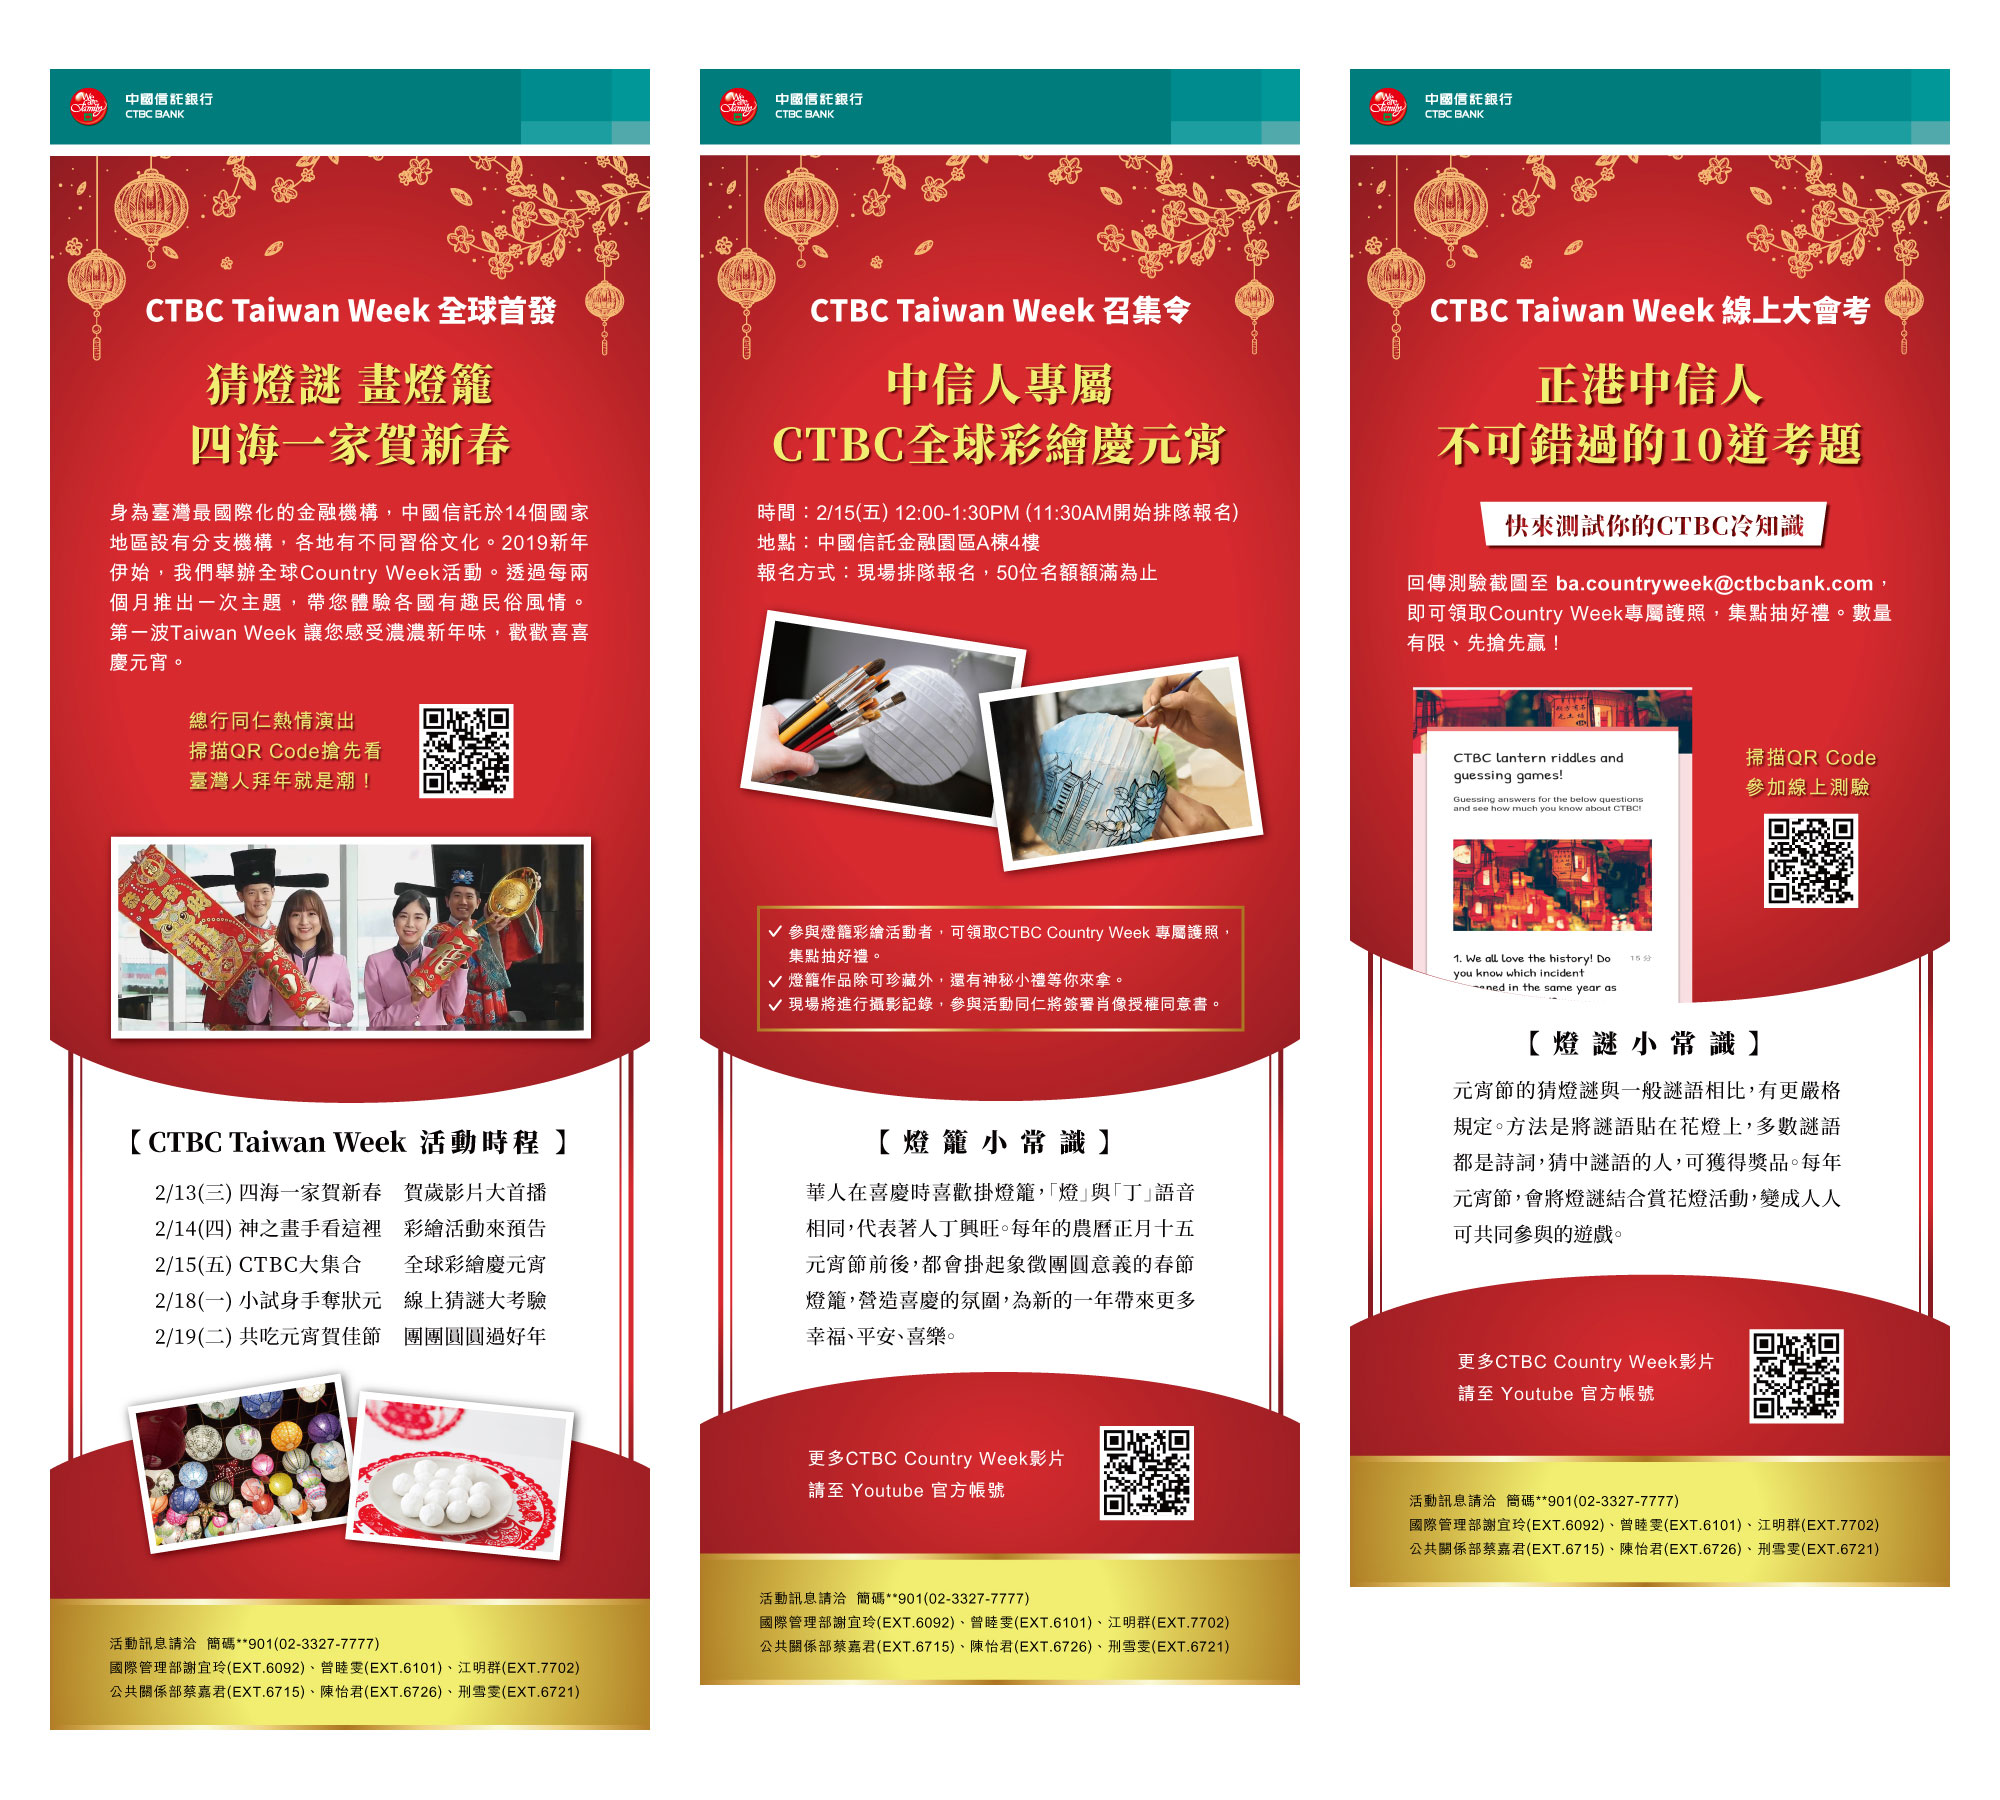 We are Family
中國信託銀行
CTBC BANK
CTBC Taiwan Week 全球首發
猜燈謎 畫燈籠
四海一家賀新春
身為臺灣最國際化的金融機構，中國信託於14個國家
地區設有分支機構，各地有不同習俗文化。2019新年
伊始，我們舉辦全球Country Week活動。透過每兩
個月推出一次主題，帶您體驗各國有趣民俗風情。
第一波Taiwan Week 讓您感受濃濃新年味，歡歡喜喜
慶元宵。
總行同仁熱情演出
掃描QR Code搶先看
臺灣人拜年就是潮！
【 CTBC Taiwan Week 活動時程 】
2/13(三) 四海一家賀新春 賀歲影片大首播
2/14(四) 神之畫手看這裡 彩繪活動來預告
2/15(五) CTBC大集合 全球彩繪慶元宵
2/18(一) 小試身手奪狀元 線上猜謎大考驗
2/19(二) 共吃元宵賀佳節 團團圓圓過好年
活動訊息請洽 簡碼**901(02-3327-7777)
國際管理部謝宜玲(EXT.6092)、曾睦雯(EXT.6101)、江明群(EXT.7702)
公共關係部蔡嘉君(EXT.6715)、陳怡君(EXT.6726)、刑雪雯(EXT.6721)
We are Family
中國信託銀行
CTBC BANK
CTBC Taiwan Week 召集令
中信人專屬
CTBC全球彩繪慶元宵
時間：2/15(五) 12:00-1:30PM (11:30AM開始排隊報名)
地點：中國信託金融園區A棟4樓
報名方式：現場排隊報名，50位名額額滿為止
參與燈籠彩繪活動者，可領取CTBC Country Week 專屬護照，
集點抽好禮。
燈籠作品除可珍藏外，還有神秘小禮等你來拿。
現場將進行攝影記錄，參與活動同仁將簽署肖像授權同意書。
【 燈 籠 小 常 識 】
華人在喜慶時喜歡掛燈籠，「燈」與「丁」語音
相同，代表著人丁興旺。每年的農曆正月十五
元宵節前後，都會掛起象徵團圓意義的春節
燈籠，營造喜慶的氛圍，為新的一年帶來更多
幸福、平安、喜樂。
更多CTBC Country Week影片
請至 Youtube 官方帳號
活動訊息請洽 簡碼**901(02-3327-7777)
國際管理部謝宜玲(EXT.6092)、曾睦雯(EXT.6101)、江明群(EXT.7702)
公共關係部蔡嘉君(EXT.6715)、陳怡君(EXT.6726)、刑雪雯(EXT.6721)
We are Family
中國信託銀行
CTBC BANK
CTBC Taiwan Week 線上大會考
正港中信人
不可錯過的10道考題
快來測試你的CTBC冷知識
回傳測驗截圖至 ba.countryweek@ctbcbank.com，
即可領取Country Week專屬護照，集點抽好禮。數量
有限、先搶先贏！
CTBC lantern riddles and
guessing games!
Guessing answers for the below questions
and see how much you know about CTBC!
1. We all love the history! Do 15 分
you know which incident
in the same year as
掃描QR Code
參加線上測驗
【 燈 謎 小 常 識 】
元宵節的猜燈謎與一般謎語相比，有更嚴格
規定。方法是將謎語貼在花燈上，多數謎語
都是詩詞，猜中謎語的人，可獲得獎品。每年
元宵節，會將燈謎結合賞花燈活動，變成人人
可共同參與的遊戲。
更多CTBC Country Week影片
請至 Youtube 官方帳號
活動訊息請洽 簡碼**901(02-3327-7777)
國際管理部謝宜玲(EXT.6092)、曾睦雯(EXT.6101)、江明群(EXT.7702)
公共關係部蔡嘉君(EXT.6715)、陳怡君(EXT.6726)、刑雪雯(EXT.6721)